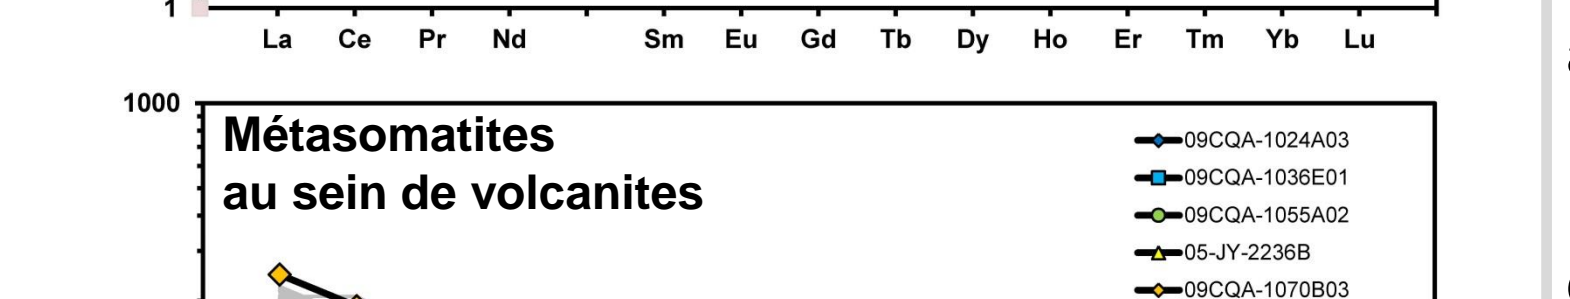 1
La Ce Pr Nd Sm Eu Gd Tb Dy Ho Er Tm Yb Lu
1000
Métasomatites
au sein de volcanites
09CQA-1024A03
09CQA-1036E01
09CQA-1055A02
05-JY-2236B
09CQA-1070B03